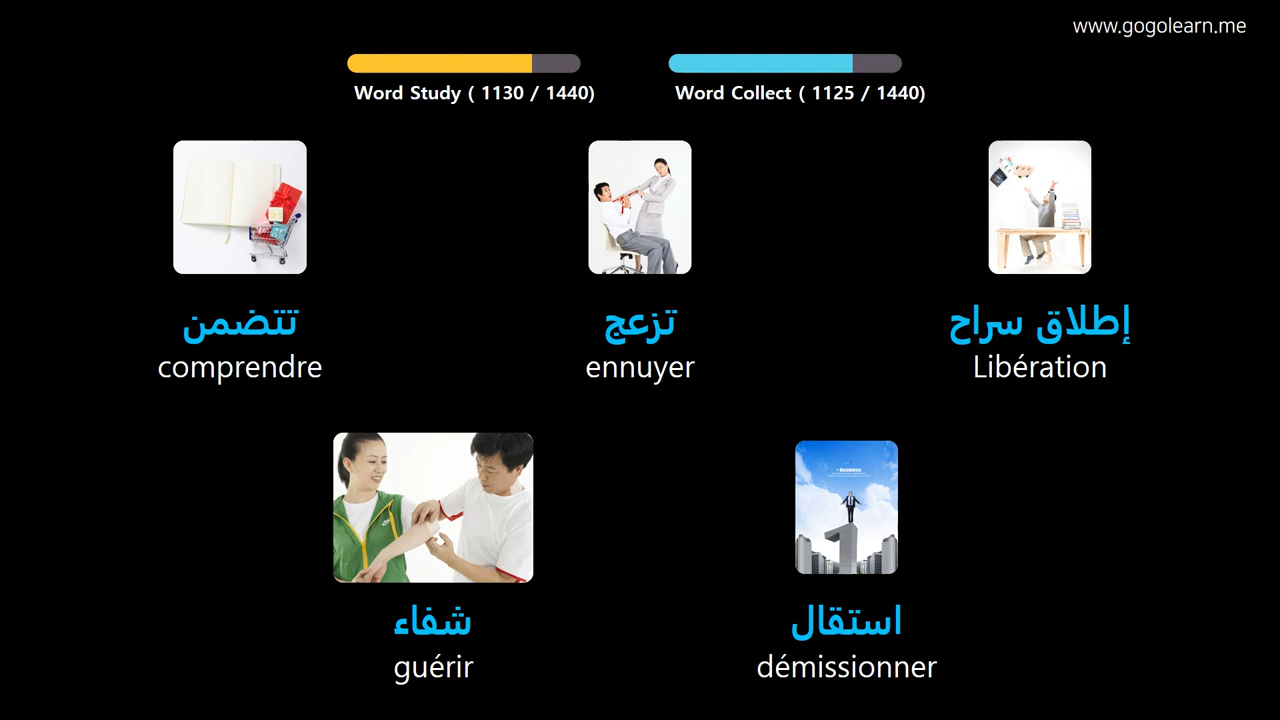 www.gogolearn.me
Word Study ( 1130 / 1440)
Word Collect ( 1125 / 1440)
تتضمن
comprendre
تزعج
ennuyer
إطلاق سراح
Libération
Business
شفاء
guérir
استقال
démissionner